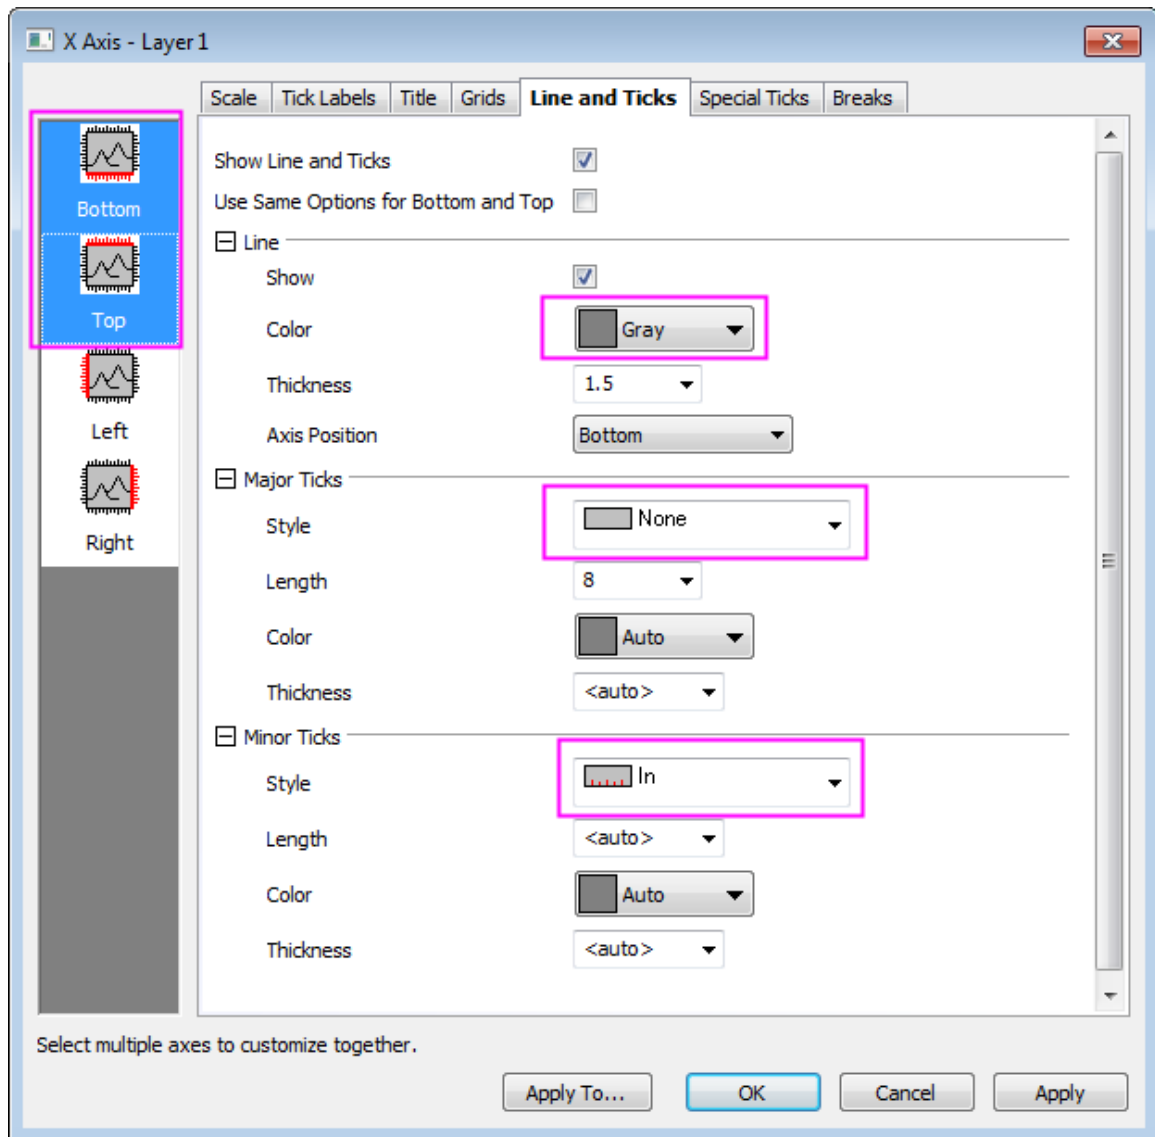 X Axis - Layer 1
Scale Tick Labels Title Grids Line and Ticks Special Ticks Breaks
Bottom
Top
Left
Right
Show Line and Ticks
Use Same Options for Bottom and Top
Line
Show
Color Gray
Thickness 1.5
Axis Position Bottom
Major Ticks
Style None
Length 8
Color Auto
Thickness <auto>
Minor Ticks
Style In
Length <auto>
Color Auto
Thickness <auto>
Select multiple axes to customize together.
Apply To... OK Cancel Apply